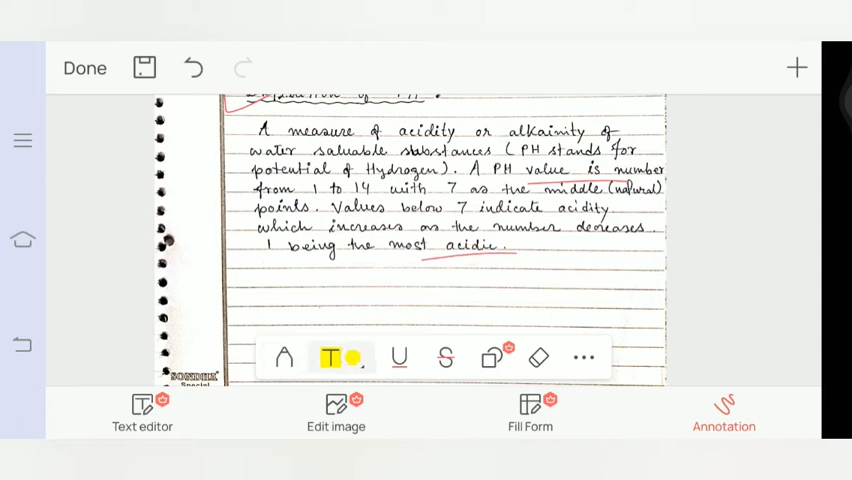 Done
A measure of acidity or alkainity of
water saluable substances (PH stands for
potential of Hydrogen). A PH value is number
from 1 to 14 with 7 as the middle (natural)
points. Values below 7 indicate acidity
which increases as the number decreases.
1 being the most acidic.
SONDHA
Special
Text editor
Edit image
Fill Form
Annotation